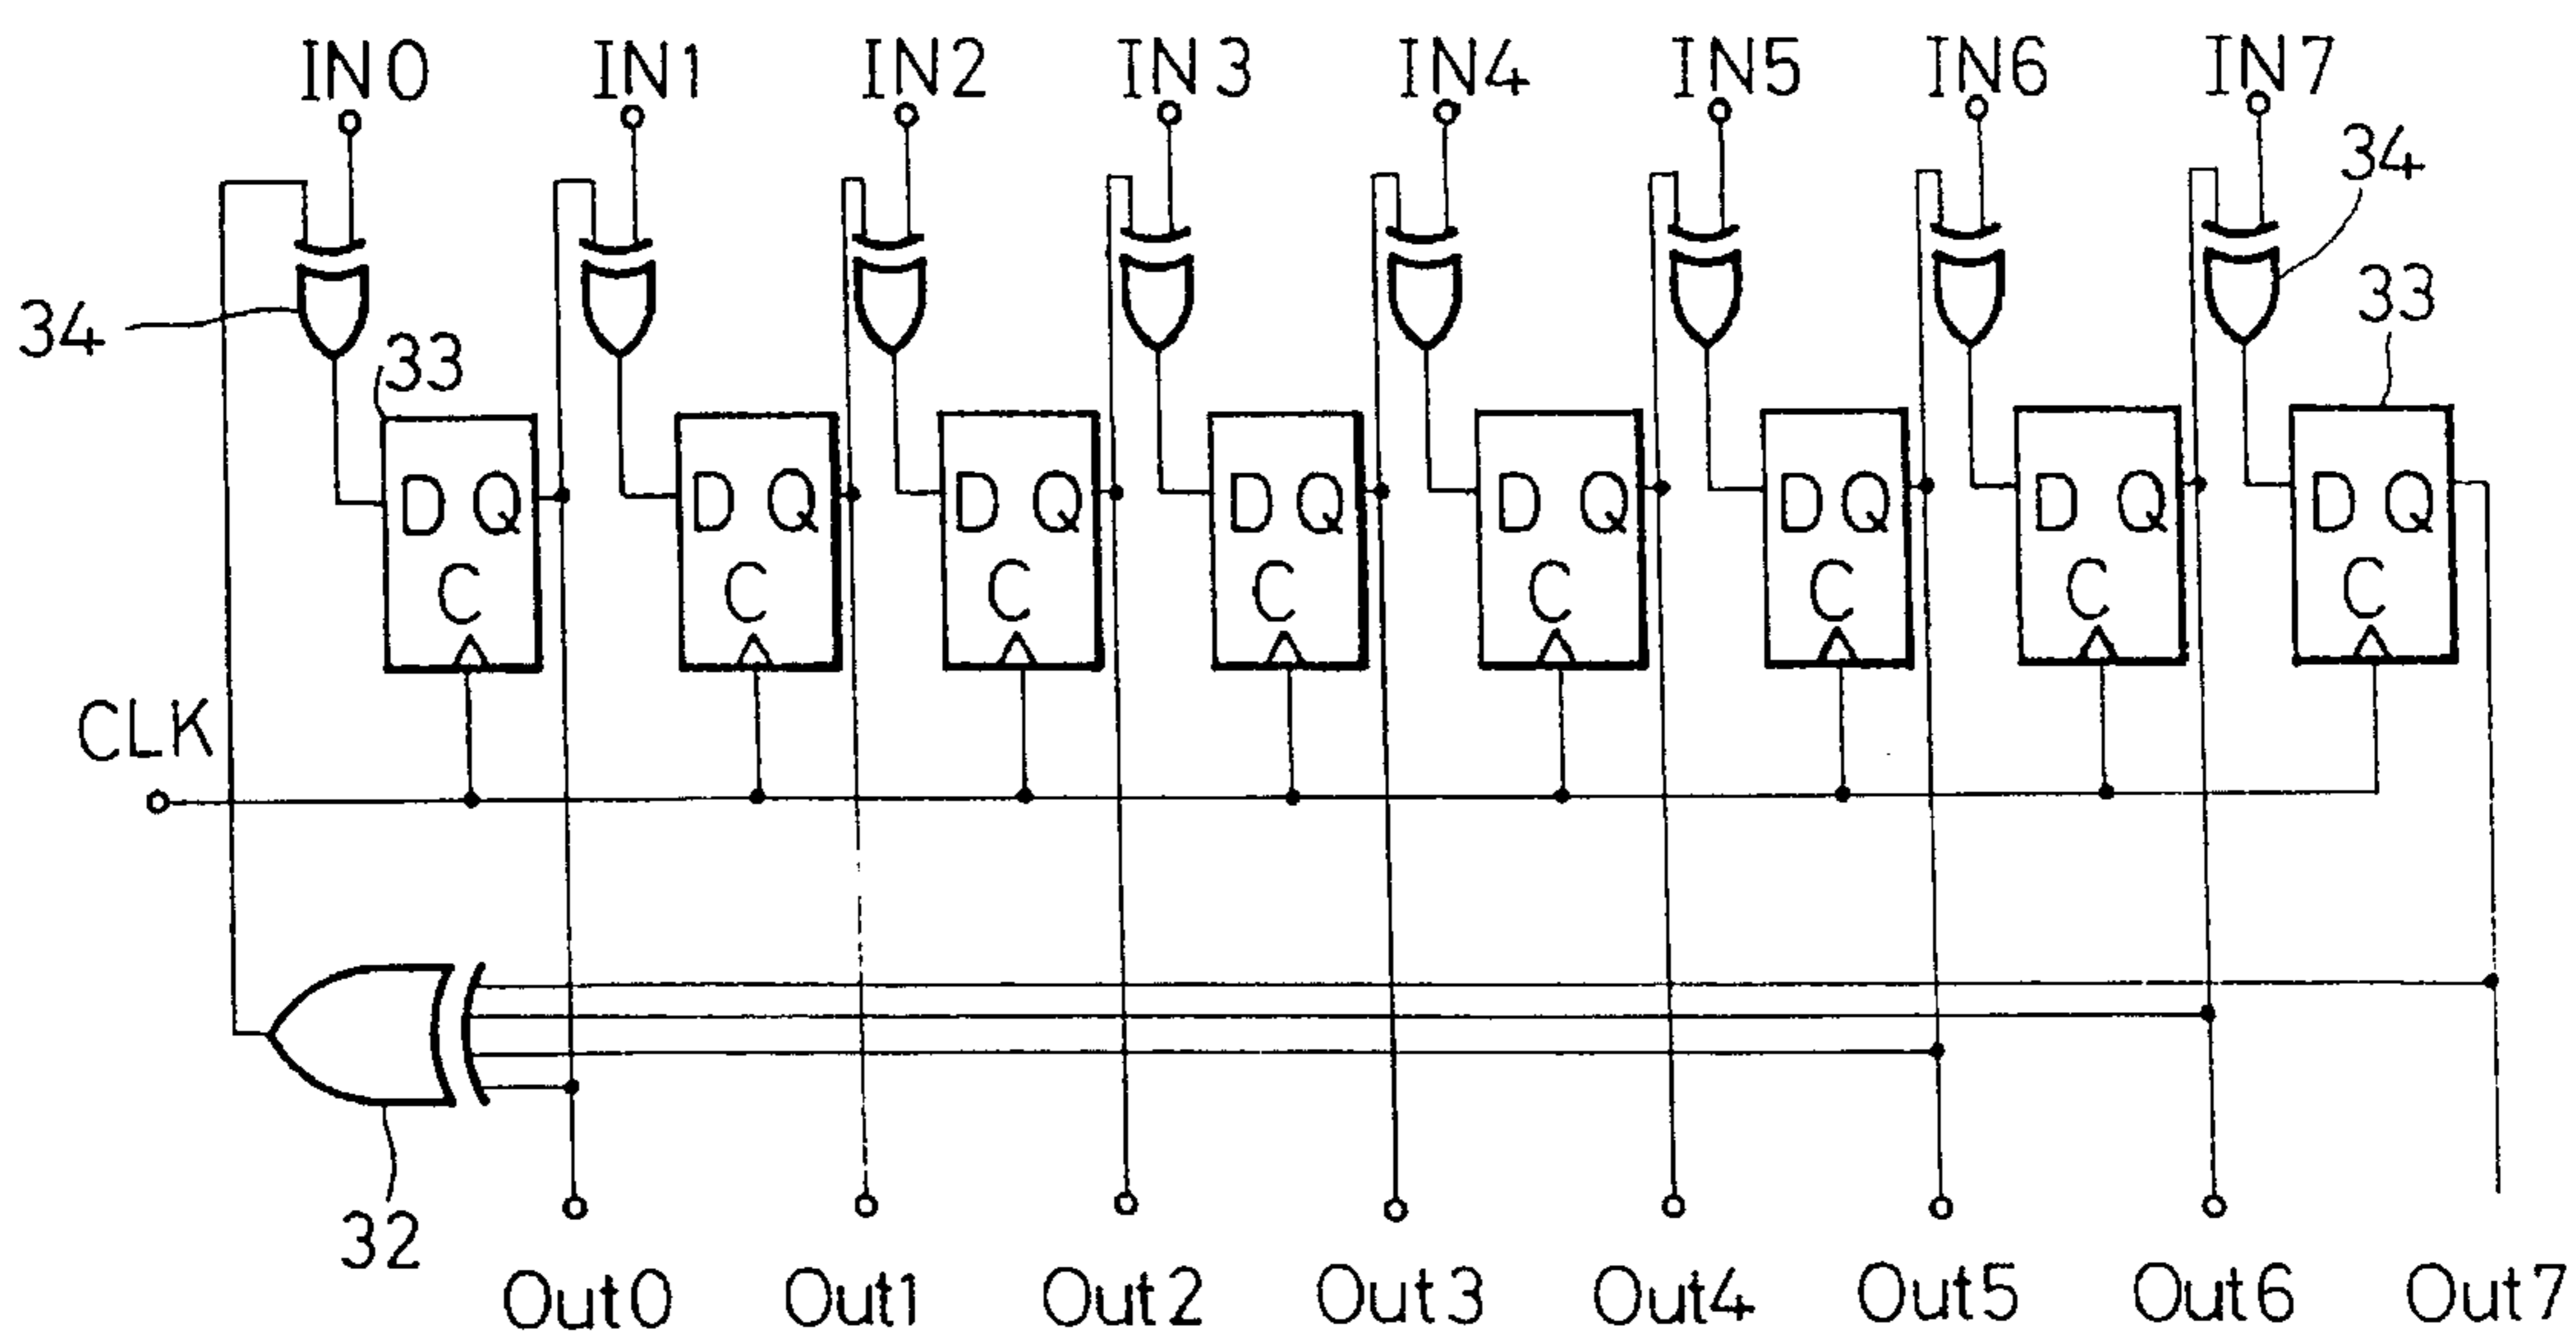 IN0 IN1 IN2 IN3 IN4 IN5 IN6 IN7
34
34
33
33
D Q D Q D Q D Q D Q D Q D Q D Q
C C C C C C C C
CLK
32
Out0 Out1 Out2 Out3 Out4 Out5 Out6 Out7